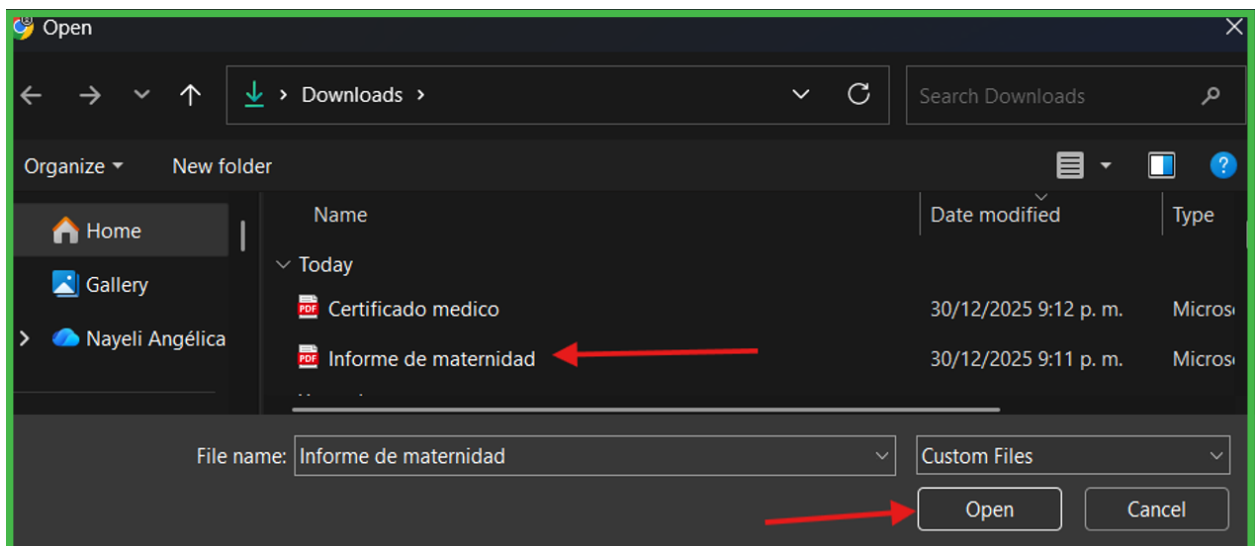 Open
Downloads
Search Downloads
Organize
New folder
Name
Date modified
Type
Home
Gallery
Nayeli Angélica
Today
Certificado medico 30/12/2025 9:12 p. m.
Informe de maternidad 30/12/2025 9:11 p. m.
File name: Informe de maternidad
Custom Files
Open
Cancel